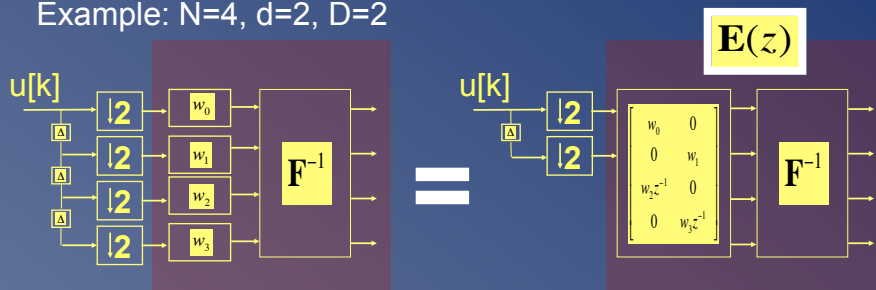 Example: N=4, d=2, D=2
E(z)
u[k]
↓2
w₀
Δ
↓2
w₁
Δ
↓2
w₂
Δ
↓2
w₃
F⁻¹
=
u[k]
↓2
Δ
↓2
w₀ 0
0 w₁
w₂z⁻¹ 0
0 w₃z⁻¹
F⁻¹